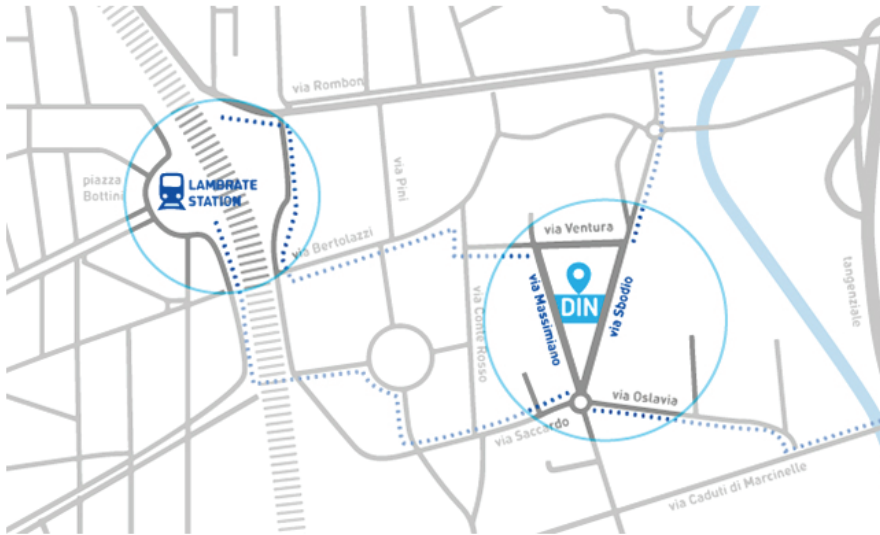 via Rombon
piazza
Bottini
LAMBRATE
STATION
via Pini
via Bertolazzi
via Ventura
via Conte Rosso
via Massimiano
DIN
via Sbodio
tangenziale
via Oslavia
via Saccardo
via Caduti di Marcinelle